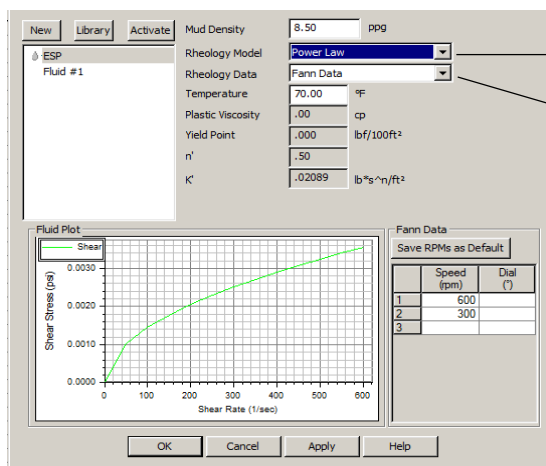 New Library Activate
ESP
Fluid #1
Mud Density 8.50 ppg
Rheology Model Power Law
Rheology Data Fann Data
Temperature 70.00 °F
Plastic Viscosity .00 cp
Yield Point .000 lbf/100ft²
n' .50
K' .02089 lb*s^n/ft²
Fluid Plot
Shear
Shear Stress (psi)
0.0030
0.0020
0.0010
0.0000
0 100 200 300 400 500 600
Shear Rate (1/sec)
Fann Data
Save RPMs as Default
Speed (rpm) Dial (°)
1 600
2 300
3
OK Cancel Apply Help